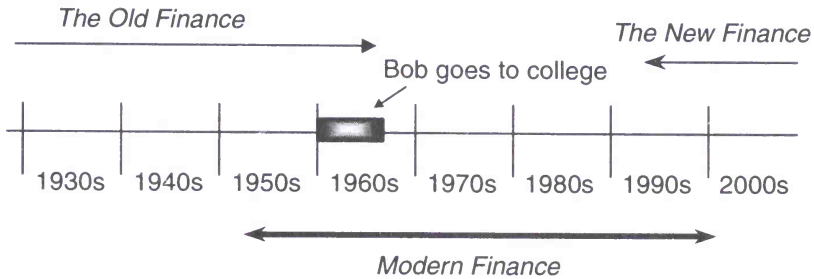 The Old Finance
The New Finance
Bob goes to college
1930s 1940s 1950s 1960s 1970s 1980s 1990s 2000s
Modern Finance